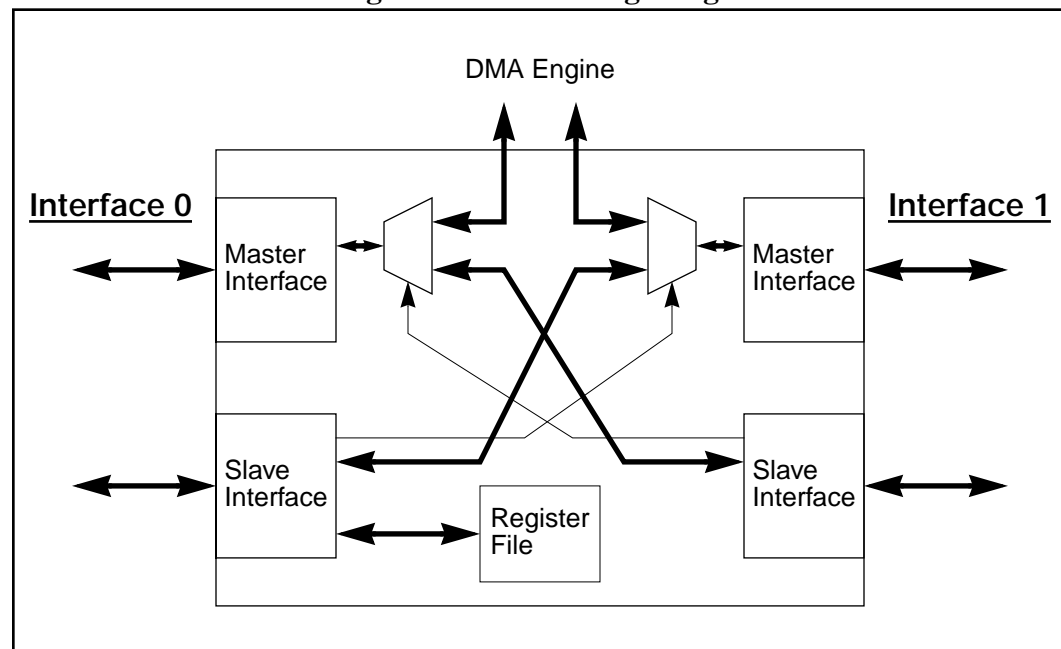 DMA Engine
Interface 0
Interface 1
Master
Interface
Master
Interface
Slave
Interface
Slave
Interface
Register
File